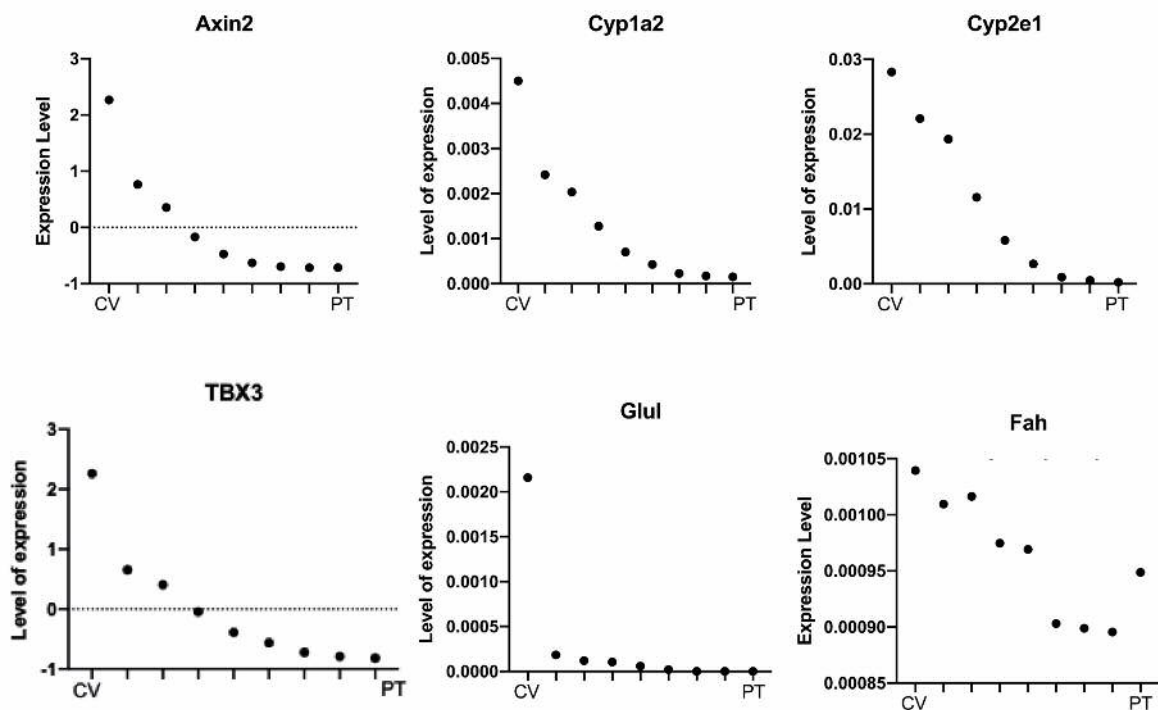 Axin2
Expression Level
3
2
1
0
-1
CV
PT
Cyp1a2
Level of expression
0.005
0.004
0.003
0.002
0.001
0.000
CV
PT
Cyp2e1
Level of expression
0.03
0.02
0.01
0.00
CV
PT
TBX3
Level of expression
3
2
1
0
-1
CV
PT
Glul
Level of expression
0.0025
0.0020
0.0015
0.0010
0.0005
0.0000
CV
PT
Fah
Expression Level
0.00105
0.00100
0.00095
0.00090
0.00085
CV
PT